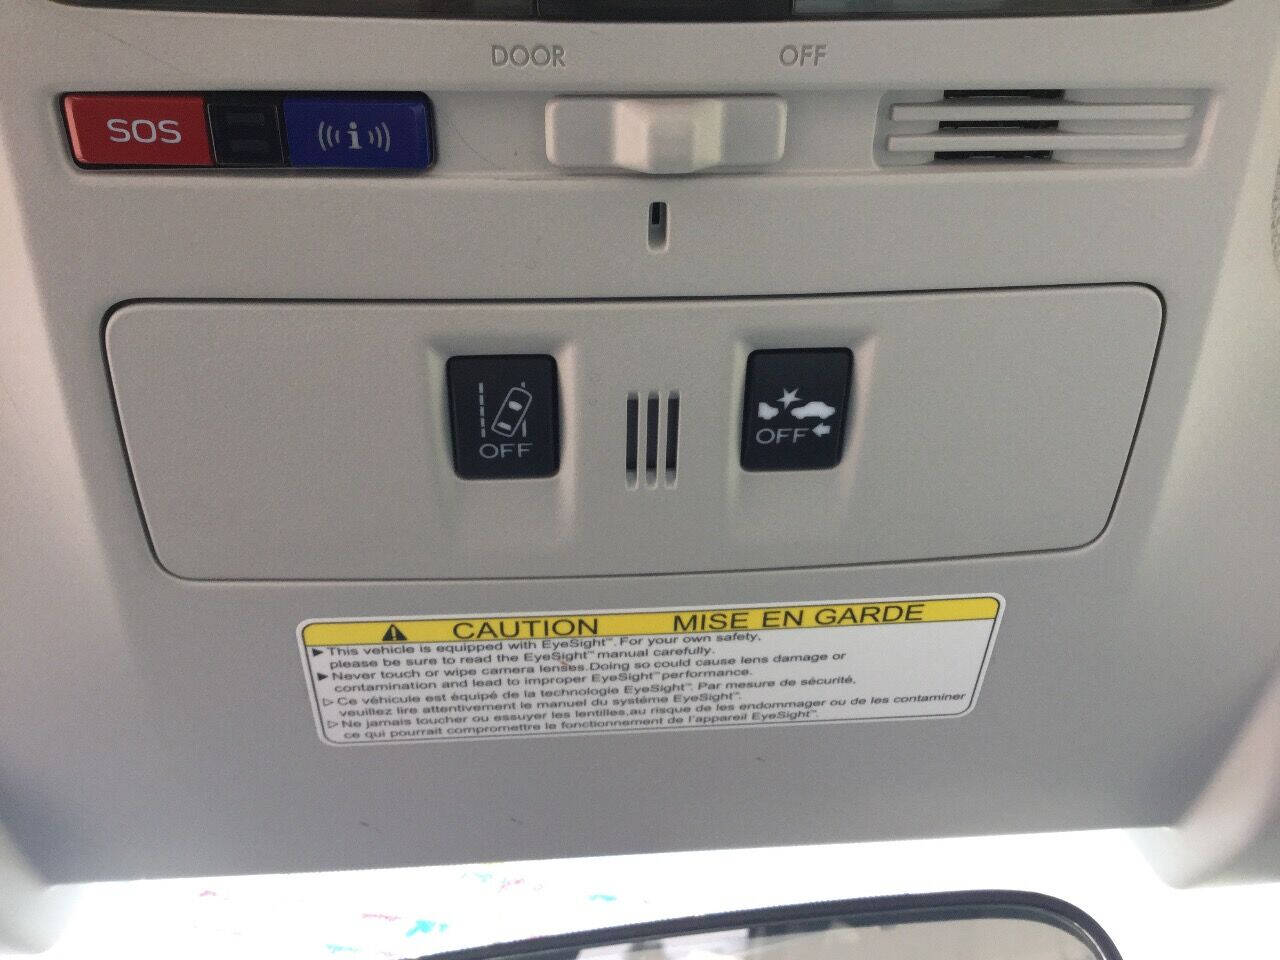 DOOR OFF
SOS i
OFF
OFF
CAUTION MISE EN GARDE
▶This vehicle is equipped with EyeSight™. For your own safety,
please be sure to read the EyeSight™ manual carefully.
▶Never touch or wipe camera lenses.Doing so could cause lens damage or
contamination and lead to improper EyeSight™performance.
▷Ce véhicule est équipé de la technologie EyeSight™. Par mesure de sécurité,
veuillez lire attentivement le manuel du système EyeSight™.
▷Ne jamais toucher ou essuyer les lentilles,au risque de les endommager ou de les contaminer
ce qui pourrait compromettre le fonctionnement de l'appareil EyeSight™.